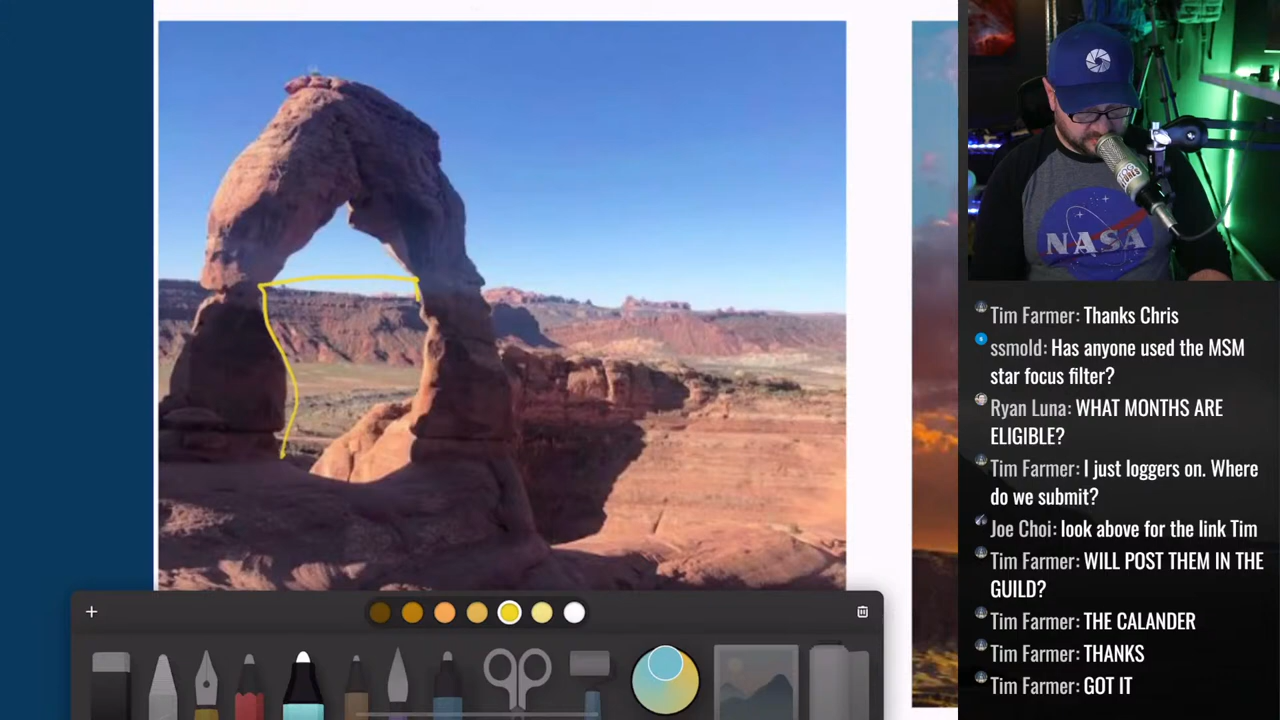 NASA
Tim Farmer: Thanks Chris
ssmold: Has anyone used the MSM
star focus filter?
Ryan Luna: WHAT MONTHS ARE
ELIGIBLE?
Tim Farmer: I just loggers on. Where
do we submit?
Joe Choi: look above for the link Tim
Tim Farmer: WILL POST THEM IN THE
GUILD?
Tim Farmer: THE CALANDER
Tim Farmer: THANKS
Tim Farmer: GOT IT